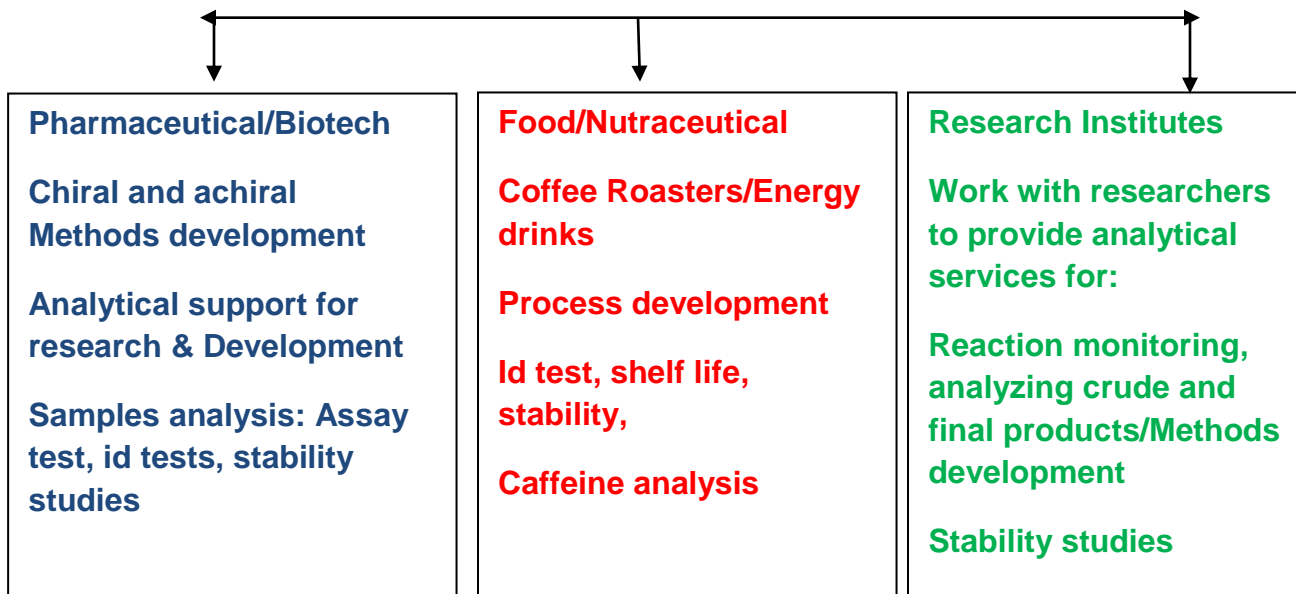 Pharmaceutical/Biotech
Chiral and achiral
Methods development
Analytical support for
research & Development
Samples analysis: Assay
test, id tests, stability
studies
Food/Nutraceutical
Coffee Roasters/Energy
drinks
Process development
Id test, shelf life,
stability,
Caffeine analysis
Research Institutes
Work with researchers
to provide analytical
services for:
Reaction monitoring,
analyzing crude and
final products/Methods
development
Stability studies